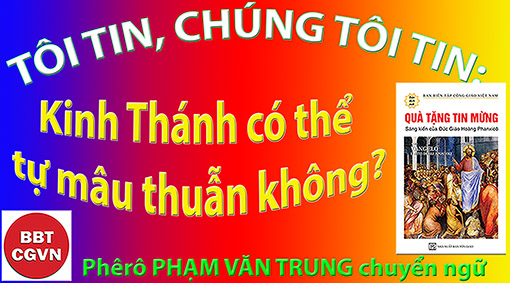 TÔI TIN, CHÚNG TÔI TIN:
Kinh Thánh có thể
tự mâu thuẫn không?
BAN BIÊN TẬP CÔNG GIÁO VIỆT NAM
QUÀ TẶNG TIN MỪNG
Sáng kiến của Đức Giáo Hoàng Phanxicô
BBT
CGVN
Phêrô PHẠM VĂN TRUNG chuyển ngữ